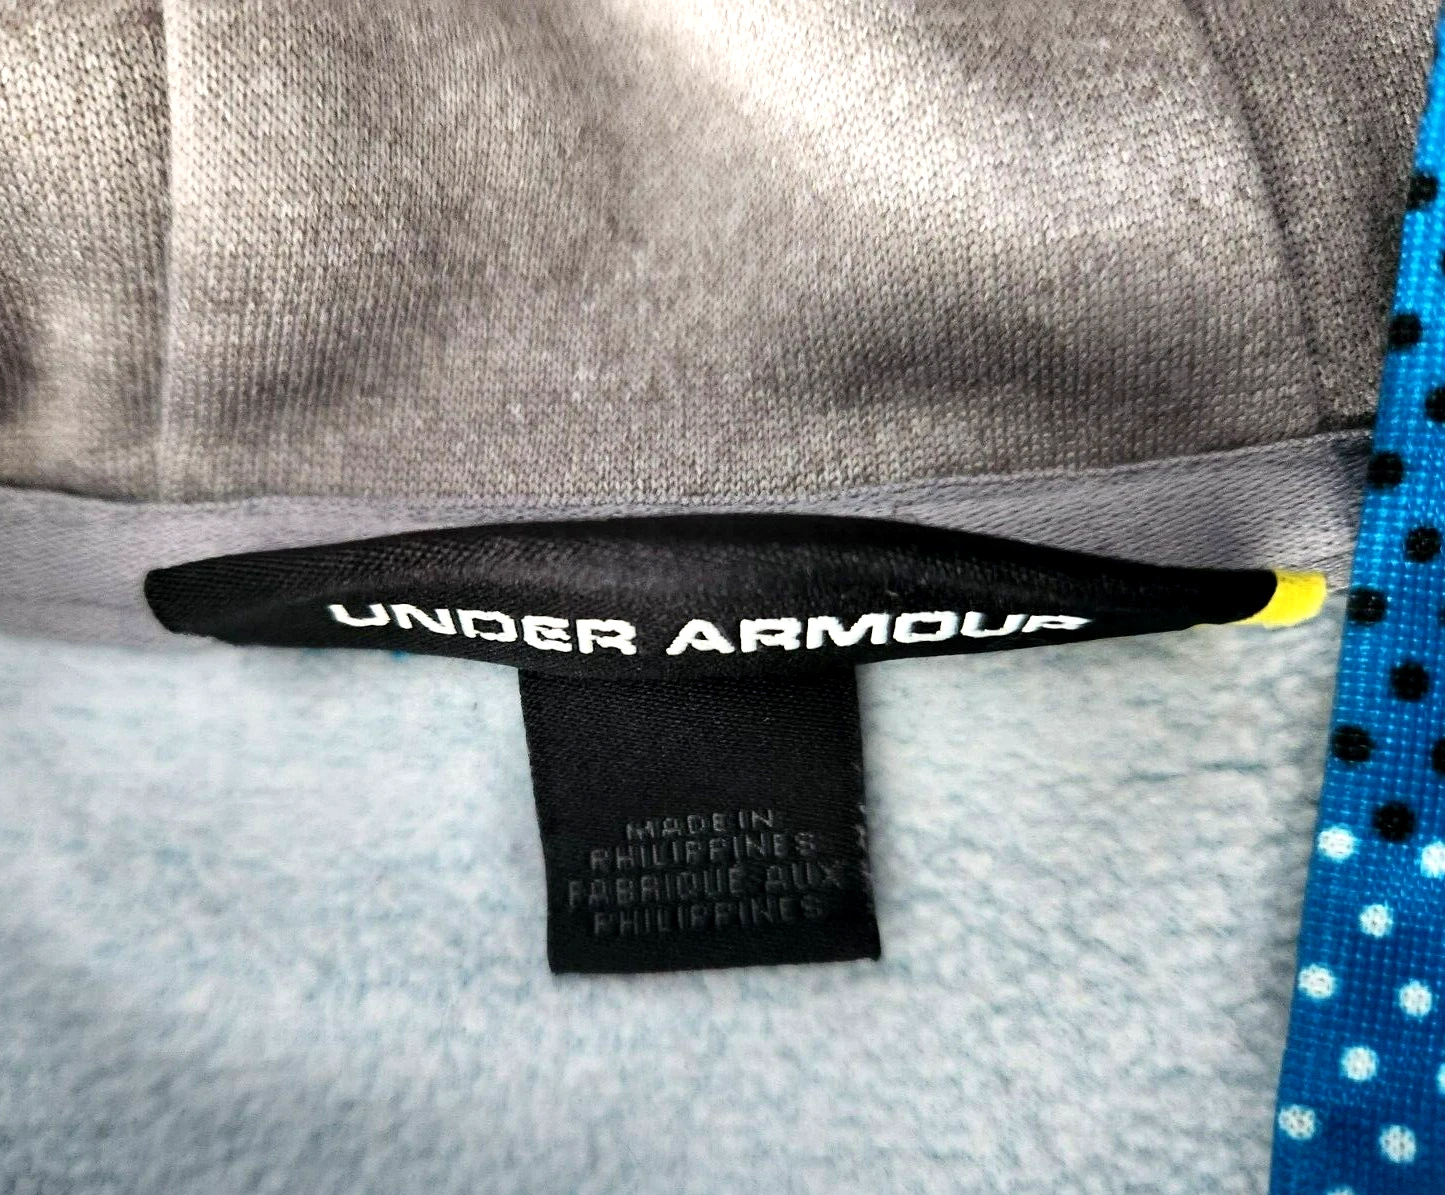 UNDER ARMOUR
MADE IN
PHILIPPINES
FABRIQUÉ AUX
PHILIPPINES